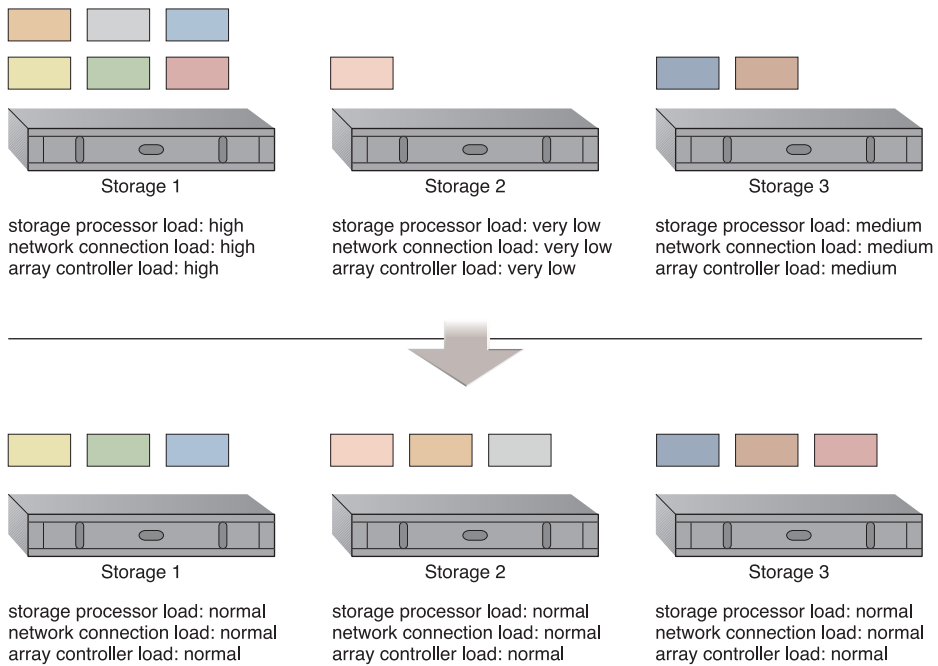 Storage 1
storage processor load: high
network connection load: high
array controller load: high
Storage 2
storage processor load: very low
network connection load: very low
array controller load: very low
Storage 3
storage processor load: medium
network connection load: medium
array controller load: medium
Storage 1
storage processor load: normal
network connection load: normal
array controller load: normal
Storage 2
storage processor load: normal
network connection load: normal
array controller load: normal
Storage 3
storage processor load: normal
network connection load: normal
array controller load: normal